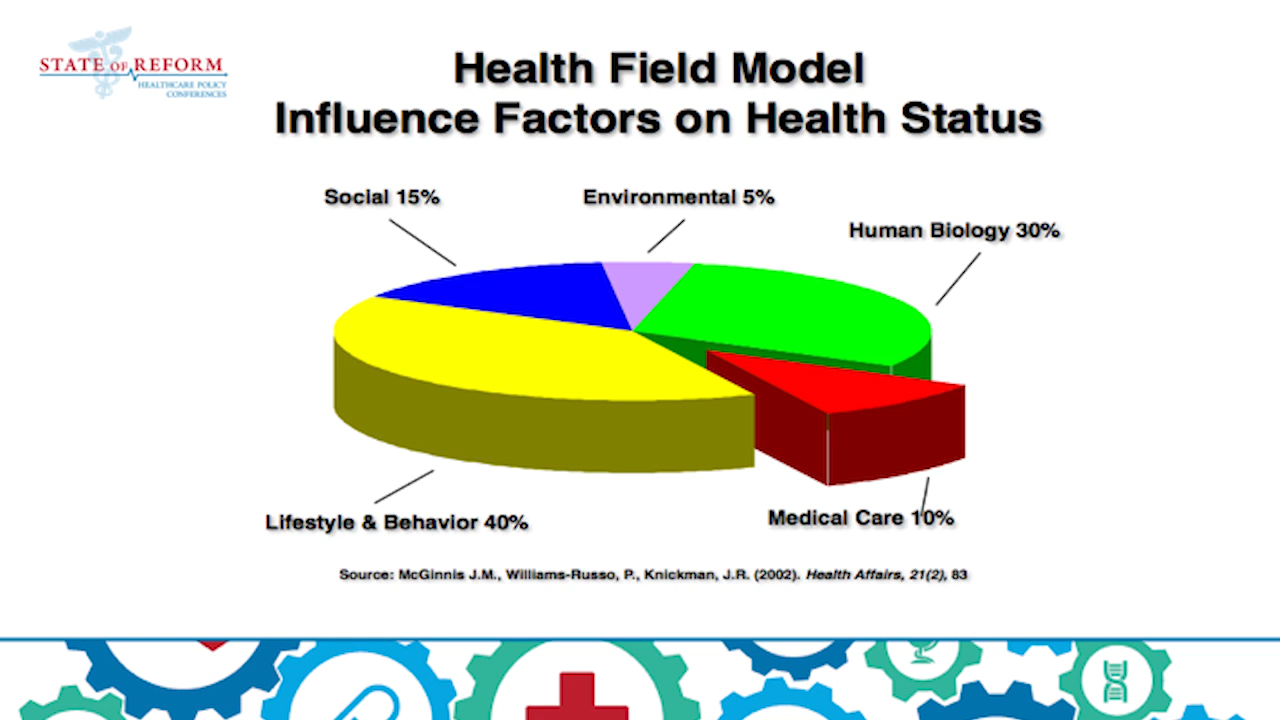 STATE OF REFORM
HEALTHCARE POLICY
CONFERENCES
Health Field Model
Influence Factors on Health Status
Social 15%
Environmental 5%
Human Biology 30%
Lifestyle & Behavior 40%
Medical Care 10%
Source: McGinnis J.M., Williams-Russo, P., Knickman, J.R. (2002). Health Affairs, 21(2), 83